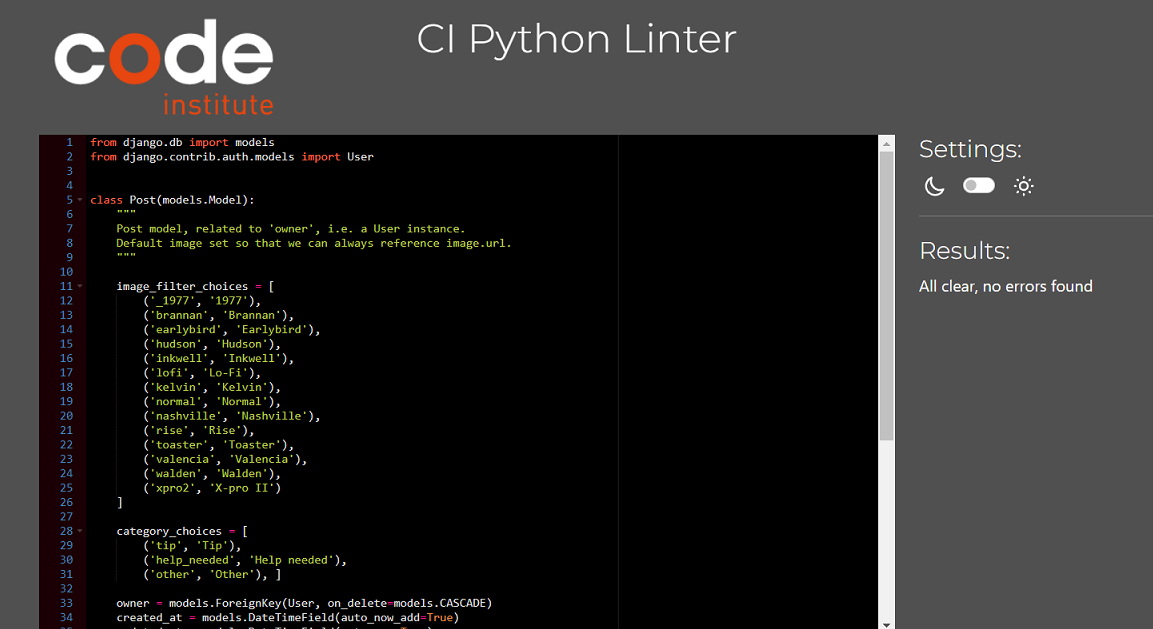 code
institute
CI Python Linter
1 from django.db import models
2 from django.contrib.auth.models import User
3
4
5 class Post(models.Model):
6 """
7 Post model, related to 'owner', i.e. a User instance.
8 Default image set so that we can always reference image.url.
9 """
10
11 image_filter_choices = [
12 ('_1977', '1977'),
13 ('brannan', 'Brannan'),
14 ('earlybird', 'Earlybird'),
15 ('hudson', 'Hudson'),
16 ('inkwell', 'Inkwell'),
17 ('lofi', 'Lo-Fi'),
18 ('kelvin', 'Kelvin'),
19 ('normal', 'Normal'),
20 ('nashville', 'Nashville'),
21 ('rise', 'Rise'),
22 ('toaster', 'Toaster'),
23 ('valencia', 'Valencia'),
24 ('walden', 'Walden'),
25 ('xpro2', 'X-pro II')
26 ]
27
28 category_choices = [
29 ('tip', 'Tip'),
30 ('help_needed', 'Help needed'),
31 ('other', 'Other'), ]
32
33 owner = models.ForeignKey(User, on_delete=models.CASCADE)
34 created_at = models.DateTimeField(auto_now_add=True)
Settings:
Results:
All clear, no errors found